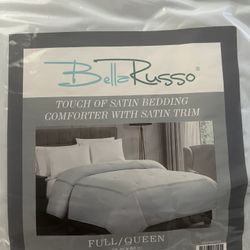 BellaRusso®
TOUCH OF SATIN BEDDING
COMFORTER WITH SATIN TRIM
FULL/QUEEN